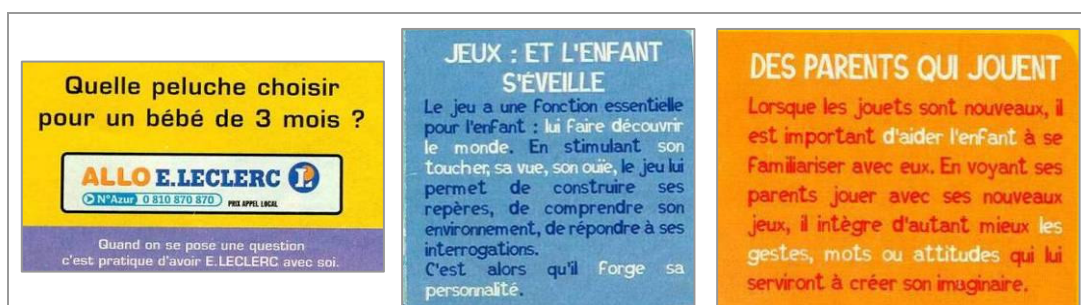 Quelle peluche choisir
pour un bébé de 3 mois ?
ALLO E.LECLERC
N°Azur 0 810 870 870 PRIX APPEL LOCAL
Quand on se pose une question
c'est pratique d'avoir E.LECLERC avec soi.
JEUX : ET L'ENFANT
S'ÉVEILLE
Le jeu a une Fonction essentielle
pour l'enFant : lui Faire découvrir
le monde. En stimulant son
toucher, sa vue, son ouïe, le jeu lui
permet de construire ses
repères, de comprendre son
environnement, de répondre à ses
interrogations.
C'est alors qu'il Forge sa
personnalité.
DES PARENTS QUI JOUENT
Lorsque les jouets sont nouveaux, il
est important d'aider l'enFant à se
Familiariser avec eux. En voyant ses
parents jouer avec ses nouveaux
jeux, il intègre d'autant mieux les
gestes, mots ou attitudes qui lui
serviront à créer son imaginaire.